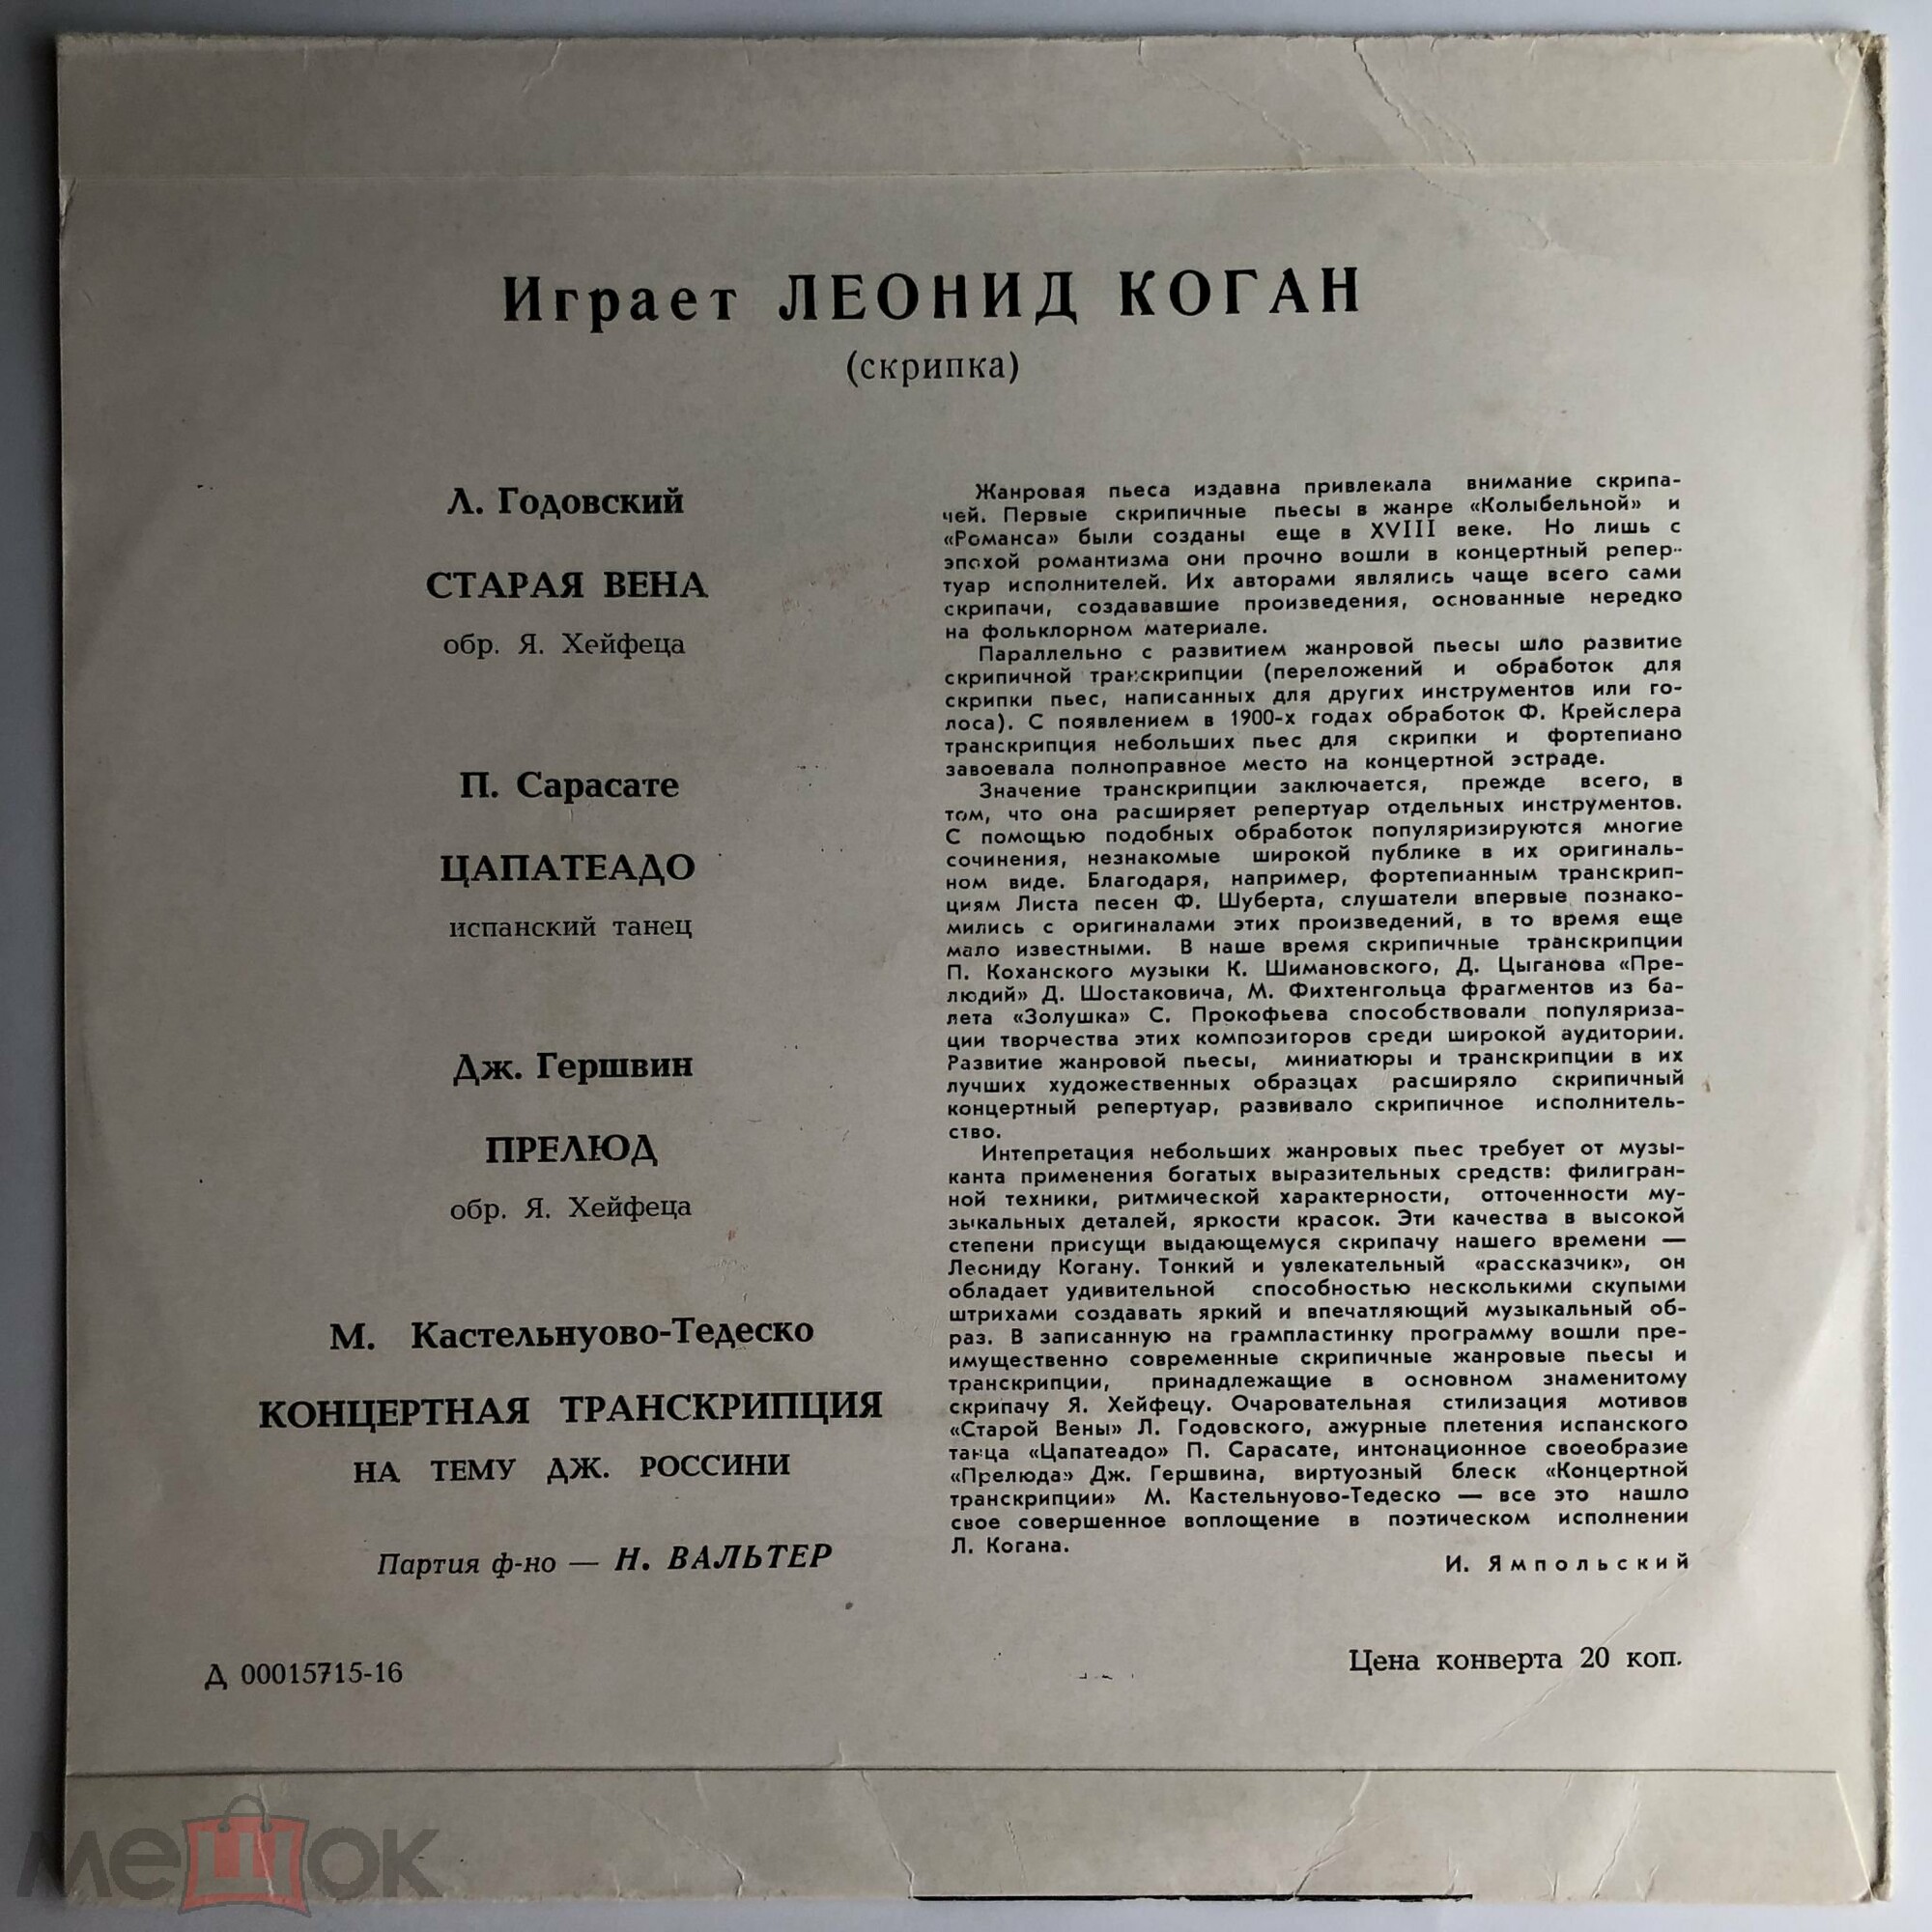 Играет ЛЕОНИД КОГАН
(скрипка)
Л. Годовский
СТАРАЯ ВЕНА
обр. Я. Хейфеца
П. Сарасате
ЦАПАТЕАДО
испанский танец
Дж. Гершвин
ПРЕЛЮД
обр. Я. Хейфеца
М. Кастельнуово-Тедеско
КОНЦЕРТНАЯ ТРАНСКРИПЦИЯ
НА ТЕМУ ДЖ. РОССИНИ
Партия ф-но — Н. ВАЛЬТЕР
Д 00015715-16
Жанровая пьеса издавна привлекала внимание скрипа-
чей. Первые скрипичные пьесы в жанре «Колыбельной» и
«Романса» были созданы еще в XVIII веке. Но лишь с
эпохой романтизма они прочно вошли в концертный репер-
туар исполнителей. Их авторами являлись чаще всего сами
скрипачи, создававшие произведения, основанные нередко
на фольклорном материале.
Параллельно с развитием жанровой пьесы шло развитие
скрипичной транскрипции (переложений и обработок для
скрипки пьес, написанных для других инструментов или го-
лоса). С появлением в 1900-х годах обработок Ф. Крейслера
транскрипция небольших пьес для скрипки и фортепиано
завоевала полноправное место на концертной эстраде.
Значение транскрипции заключается, прежде всего, в
том, что она расширяет репертуар отдельных инструментов.
С помощью подобных обработок популяризируются многие
сочинения, незнакомые широкой публике в их оригиналь-
ном виде. Благодаря, например, фортепианным транскрип-
циям Листа песен Ф. Шуберта, слушатели впервые познако-
мились с оригиналами этих произведений, в то время еще
мало известными. В наше время скрипичные транскрипции
П. Коханского музыки К. Шимановского, Д. Цыганова «Пре-
людий» Д. Шостаковича, М. Фихтенгольца фрагментов из ба-
лета «Золушка» С. Прокофьева способствовали популяриза-
ции творчества этих композигоров среди широкой аудитории.
Развитие жанровой пьесы, миниатюры и транскрипции в их
лучших художественных образцах расширяло скрипичный
концертный репертуар, развивало скрипичное исполнитель-
ство.
Интепретация небольших жанровых пьес требует от музы-
канта применения богатых выразительных средств: филигран-
ной техники, ритмической характерности, отточенности му-
зыкальных деталей, яркости красок. Эти качества в высокой
степени присущи выдающемуся скрипачу нашего времени —
Леониду Когану. Тонкий и увлекательный «рассказчик», он
обладает удивительной способностью несколькими скупыми
штрихами создавать яркий и впечатляющий музыкальный об-
раз. В записанную на грампластинку программу вошли пре-
имущественно современные скрипичные жанровые пьесы и
транскрипции, принадлежащие в основном знаменитому
скрипачу Я. Хейфецу. Очаровательная стилизация мотивов
«Старой Вены» Л. Годовского, ажурные плетения испанского
танца «Цапатеадо» П. Сарасате, интонационное своеобразие
«Прелюда» Дж. Гершвина, виртуозный блеск «Концертной
транскрипции» М. Кастельнуово-Тедеско — все это нашло
свое совершенное воплощение в поэтическом исполнении
Л. Когана.
И. Ямпольский
Цена конверта 20 коп.
мешок